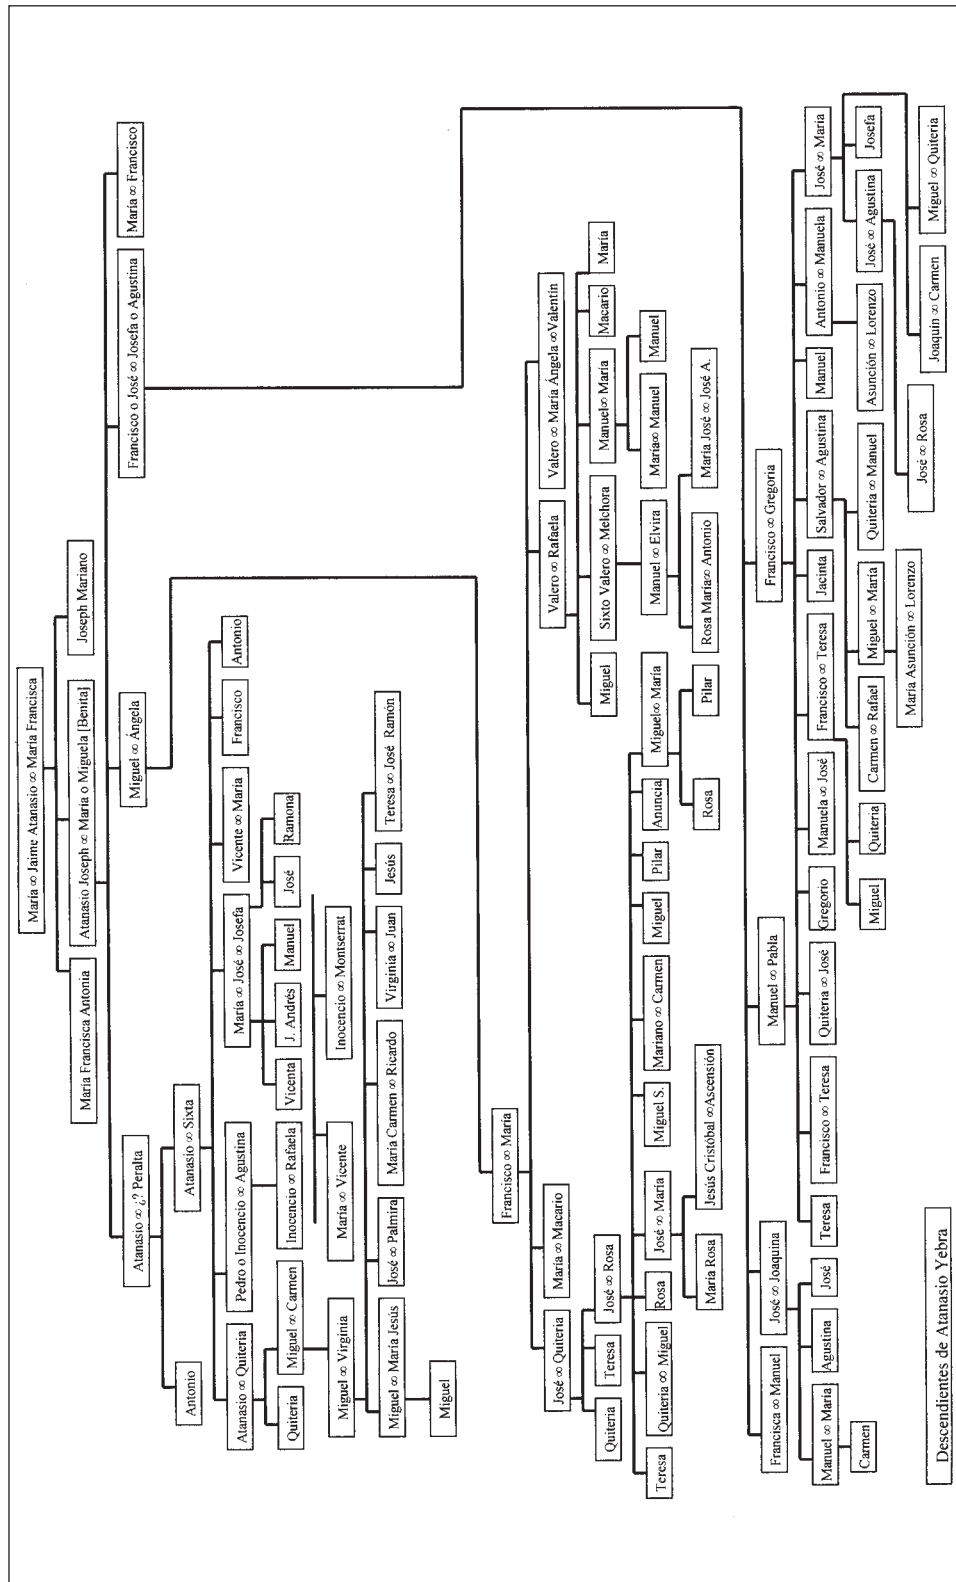 María ∞ Jaime Atanasio ∞ María Francisca
María Francisca Antonia
Atanasio Joseph ∞ María o Miguela [Benita]
Joseph Mariano
Atanasio ∞ ¿? Peralta
Miguel ∞ Ángela
Francisco o José ∞ Josefa o Agustina
María ∞ Francisco
Antonio
Atanasio ∞ Sixta
Atanasio ∞ Quiteria
Pedro o Inocencio ∞ Agustina
María ∞ José ∞ Josefa
Vicente ∞ María
Francisco
Antonio
Quiteria
Miguel ∞ Carmen
Inocencio ∞ Rafaela
Vicenta
J. Andrés
Manuel
José
Ramona
Miguel ∞ Virginia
María ∞ Vicente
Inocencio ∞ Montserrat
Miguel ∞ María Jesús
José ∞ Palmira
María Carmen ∞ Ricardo
Virginia ∞ Juan
Jesús
Teresa ∞ José Ramón
Miguel
Francisco ∞ María
José ∞ Quiteria
María ∞ Macario
Valero ∞ Rafaela
Valero ∞ María Ángela ∞ Valentín
Quiteria
Teresa
José ∞ Rosa
Miguel
Sixto Valero ∞ Melchora
Manuel ∞ María
Macario
María
Teresa
Quiteria ∞ Miguel
Rosa
José ∞ María
Miguel S.
Mariano ∞ Carmen
Miguel
Pilar
Anuncia
Miguel ∞ María
Manuel ∞ Elvira
María ∞ Manuel
Manuel
María Rosa
Jesús Cristóbal ∞ Ascensión
Rosa
Pilar
Rosa María ∞ Antonio
María José ∞ José A.
Francisca ∞ Manuel
José ∞ Joaquina
Manuel ∞ Pabla
Francisco ∞ Gregoria
Manuel ∞ María
Agustina
José
Teresa
Francisco ∞ Teresa
Quiteria ∞ José
Gregorio
Manuela ∞ José
Francisco ∞ Teresa
Jacinta
Salvador ∞ Agustina
Manuel
Antonio ∞ Manuela
José ∞ María
Carmen
Miguel
Quiteria
Carmen ∞ Rafael
Miguel ∞ María
Quiteria ∞ Manuel
Asunción ∞ Lorenzo
José ∞ Agustina
Josefa
María Asunción ∞ Lorenzo
José ∞ Rosa
Joaquín ∞ Carmen
Miguel ∞ Quiteria
Descendientes de Atanasio Yebra